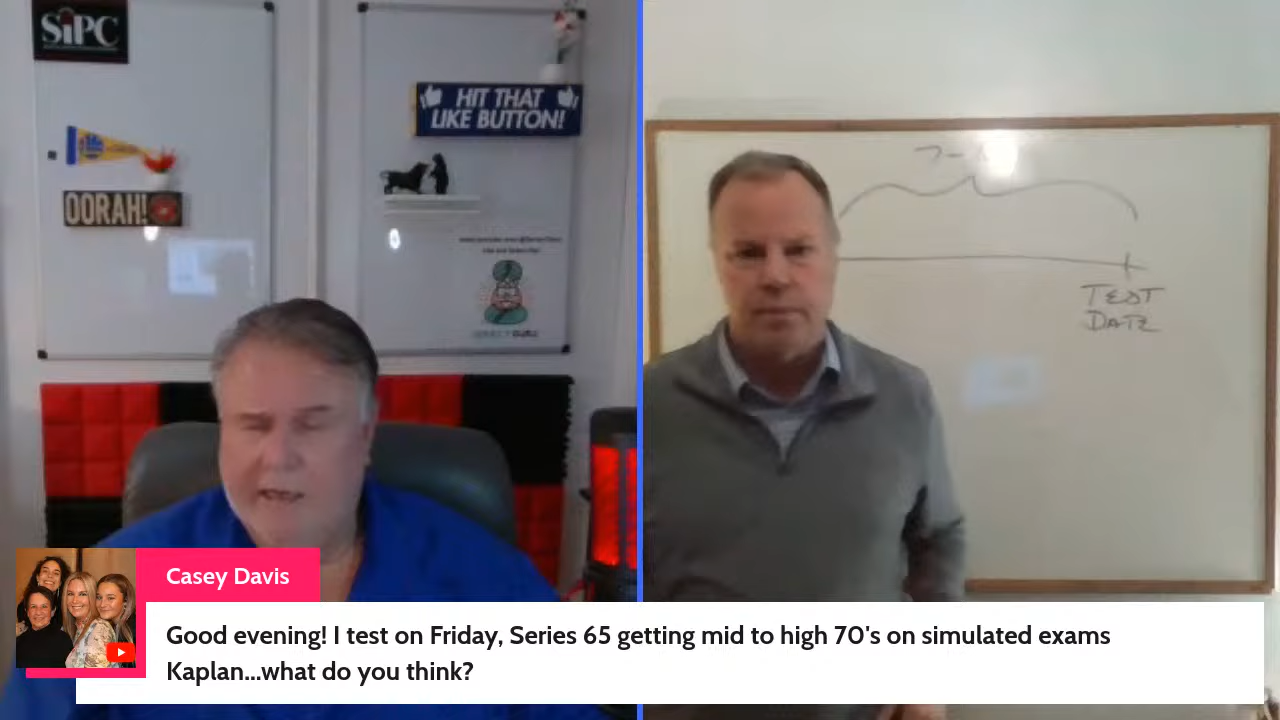 SiPC
HIT THAT
LIKE BUTTON!
OORAH!
TEST
DATE
Casey Davis
Good evening! I test on Friday, Series 65 getting mid to high 70's on simulated exams
Kaplan...what do you think?